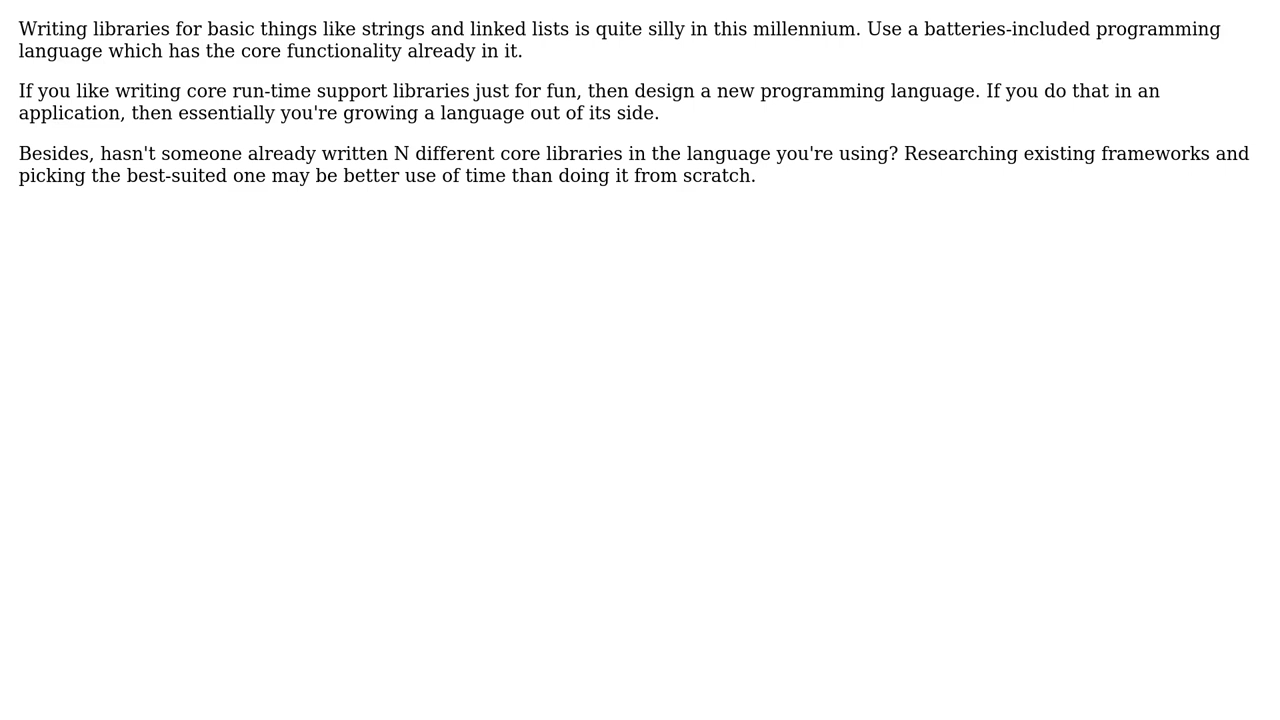 Writing libraries for basic things like strings and linked lists is quite silly in this millennium. Use a batteries-included programming
language which has the core functionality already in it.
If you like writing core run-time support libraries just for fun, then design a new programming language. If you do that in an
application, then essentially you're growing a language out of its side.
Besides, hasn't someone already written N different core libraries in the language you're using? Researching existing frameworks and
picking the best-suited one may be better use of time than doing it from scratch.